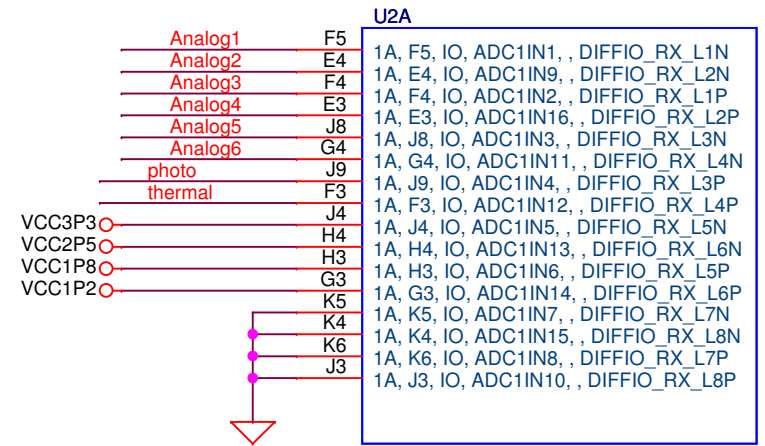 U2A
Analog1 F5 1A, F5, IO, ADC1IN1, , DIFFIO_RX_L1N
Analog2 E4 1A, E4, IO, ADC1IN9, , DIFFIO_RX_L2N
Analog3 F4 1A, F4, IO, ADC1IN2, , DIFFIO_RX_L1P
Analog4 E3 1A, E3, IO, ADC1IN16, , DIFFIO_RX_L2P
Analog5 J8 1A, J8, IO, ADC1IN3, , DIFFIO_RX_L3N
Analog6 G4 1A, G4, IO, ADC1IN11, , DIFFIO_RX_L4N
photo J9 1A, J9, IO, ADC1IN4, , DIFFIO_RX_L3P
thermal F3 1A, F3, IO, ADC1IN12, , DIFFIO_RX_L4P
VCC3P3 J4 1A, J4, IO, ADC1IN5, , DIFFIO_RX_L5N
VCC2P5 H4 1A, H4, IO, ADC1IN13, , DIFFIO_RX_L6N
VCC1P8 H3 1A, H3, IO, ADC1IN6, , DIFFIO_RX_L5P
VCC1P2 G3 1A, G3, IO, ADC1IN14, , DIFFIO_RX_L6P
K5 1A, K5, IO, ADC1IN7, , DIFFIO_RX_L7N
K4 1A, K4, IO, ADC1IN15, , DIFFIO_RX_L8N
K6 1A, K6, IO, ADC1IN8, , DIFFIO_RX_L7P
J3 1A, J3, IO, ADC1IN10, , DIFFIO_RX_L8P